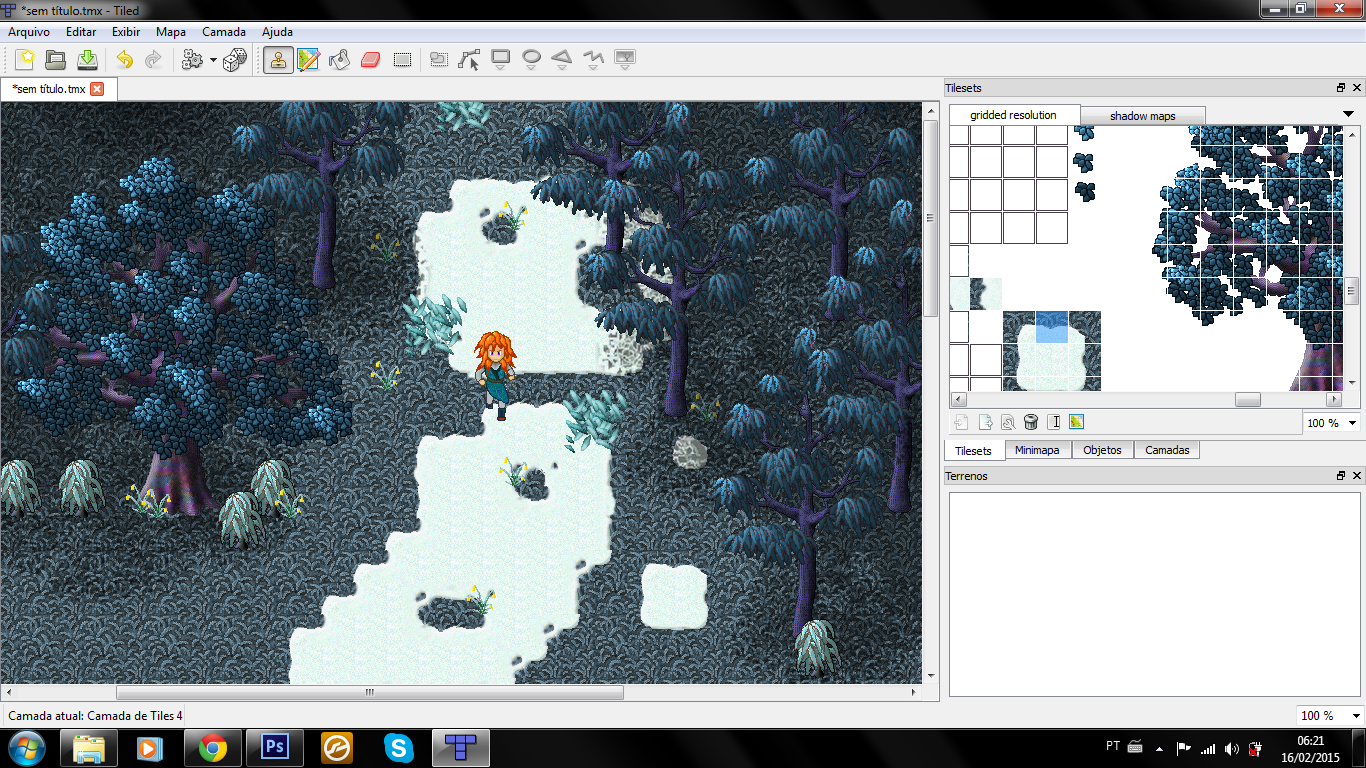 *sem título.tmx - Tiled
Arquivo Editar Exibir Mapa Camada Ajuda
*sem título.tmx
Tilesets
gridded resolution shadow maps
100 %
Tilesets Minimapa Objetos Camadas
Terrenos
Camada atual: Camada de Tiles 4
100 %
Ps
PT
06:21
16/02/2015